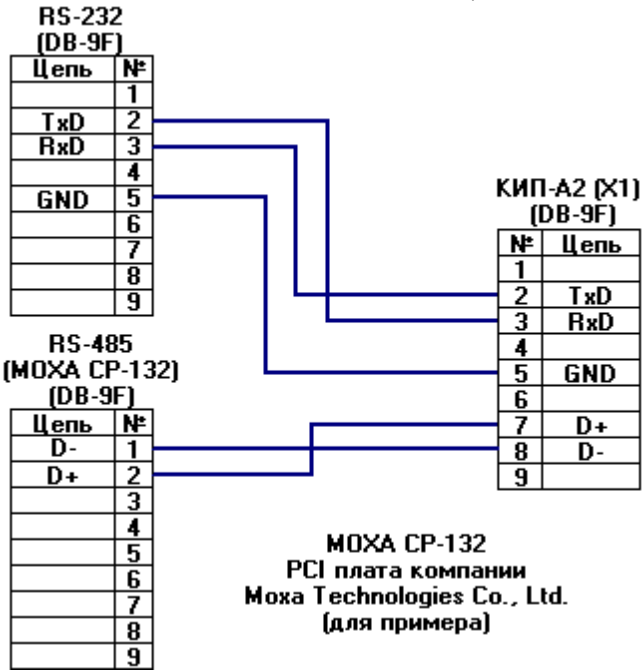 RS-232
(DB-9F)
Цепь №
1
TxD 2
RxD 3
4
GND 5
6
7
8
9
КИП-А2 (X1)
(DB-9F)
№ Цепь
1
2 TxD
3 RxD
4
5 GND
6
7 D+
8 D-
9
RS-485
(MOXA CP-132)
(DB-9F)
Цепь №
D- 1
D+ 2
3
4
5
6
7
8
9
MOXA CP-132
PCI плата компании
Moxa Technologies Co., Ltd.
(для примера)